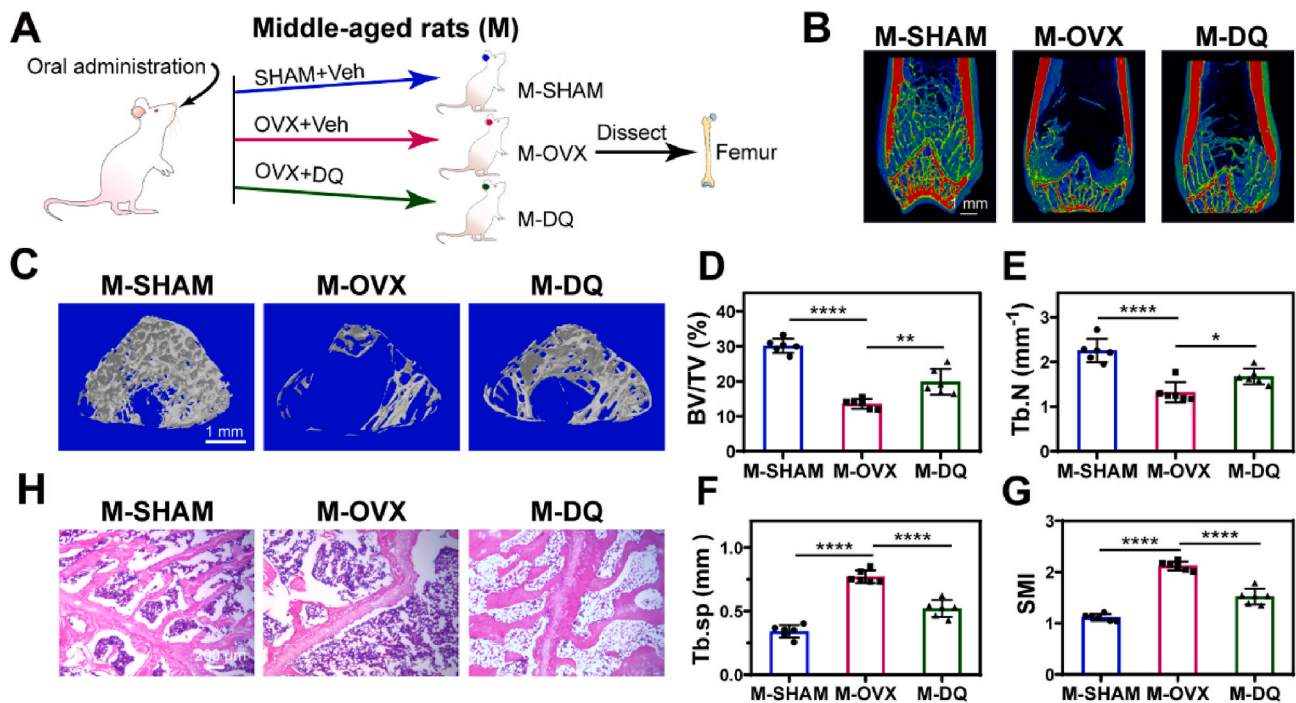 A
Middle-aged rats (M)
Oral administration
SHAM+Veh
M-SHAM
OVX+Veh
M-OVX
Dissect
Femur
OVX+DQ
M-DQ
B
M-SHAM M-OVX M-DQ
1 mm
C
M-SHAM M-OVX M-DQ
1 mm
D
BV/TV (%)
40
30
20
10
0
****
**
M-SHAM M-OVX M-DQ
E
Tb.N (mm⁻¹)
3
2
1
0
****
*
M-SHAM M-OVX M-DQ
H
M-SHAM M-OVX M-DQ
200 um
F
Tb.sp (mm)
1.0
0.5
0.0
****
****
M-SHAM M-OVX M-DQ
G
SMI
3
2
1
0
****
****
M-SHAM M-OVX M-DQ